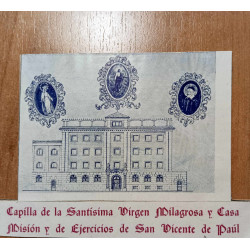 Capilla de la Santísima Virgen Milagrosa y Casa
Misión y de Ejercicios de San Vicente de Paúl